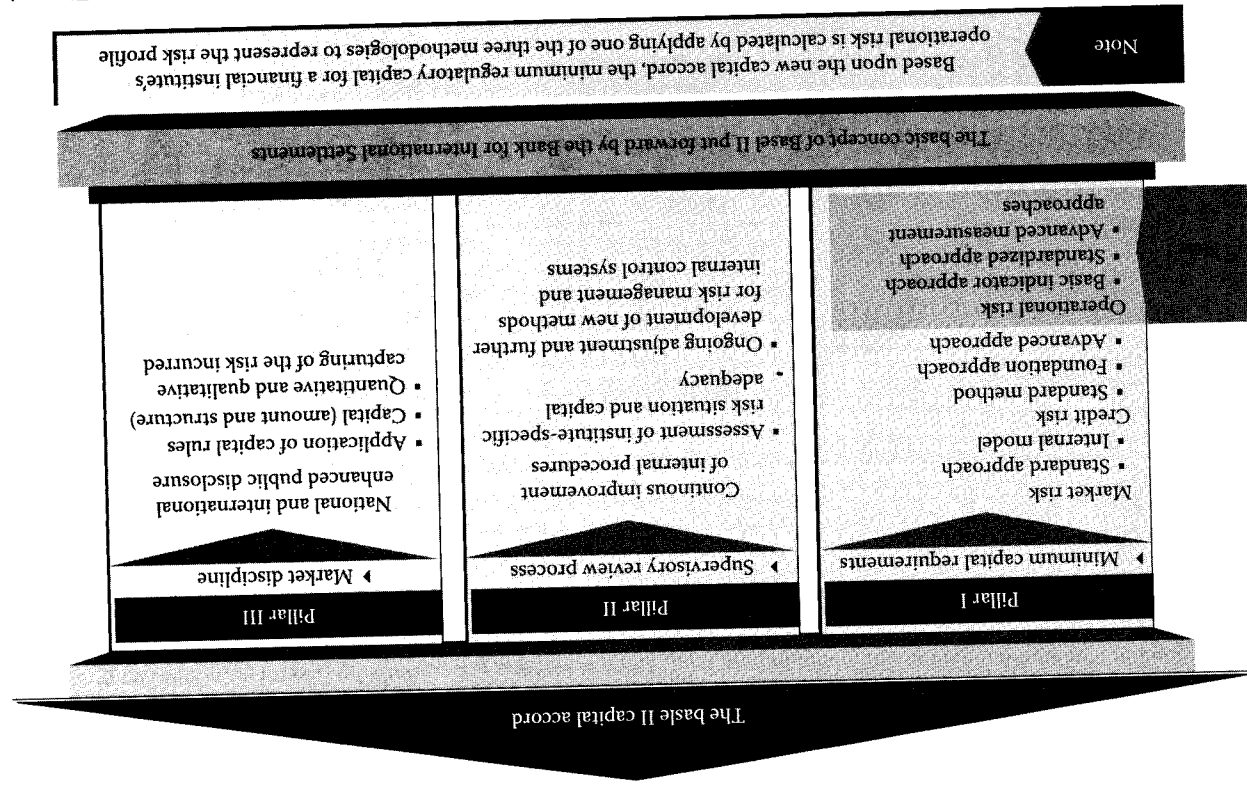 The basle II capital accord
Pillar I
▸ Minimum capital requirements
Market risk
▪ Standard approach
▪ Internal model
Credit risk
▪ Standard method
▪ Foundation approach
▪ Advanced approach
Operational risk
▪ Basic indicator approach
▪ Standardized approach
▪ Advanced measurement
approaches
Pillar II
▸ Supervisory review process
Continous improvement
of internal procedures
▪ Assessment of institute-specific
risk situation and capital
adequacy
▪ Ongoing adjustment and further
development of new methods
for risk management and
internal control systems
Pillar III
▸ Market discipline
National and international
enhanced public disclosure
▪ Application of capital rules
▪ Capital (amount and structure)
▪ Quantitative and qualitative
capturing of the risk incurred
The basic concept of Basel II put forward by the Bank for International Settlements
Note
Based upon the new capital accord, the minimum regulatory capital for a financial institute's
operational risk is calculated by applying one of the three methodologies to represent the risk profile